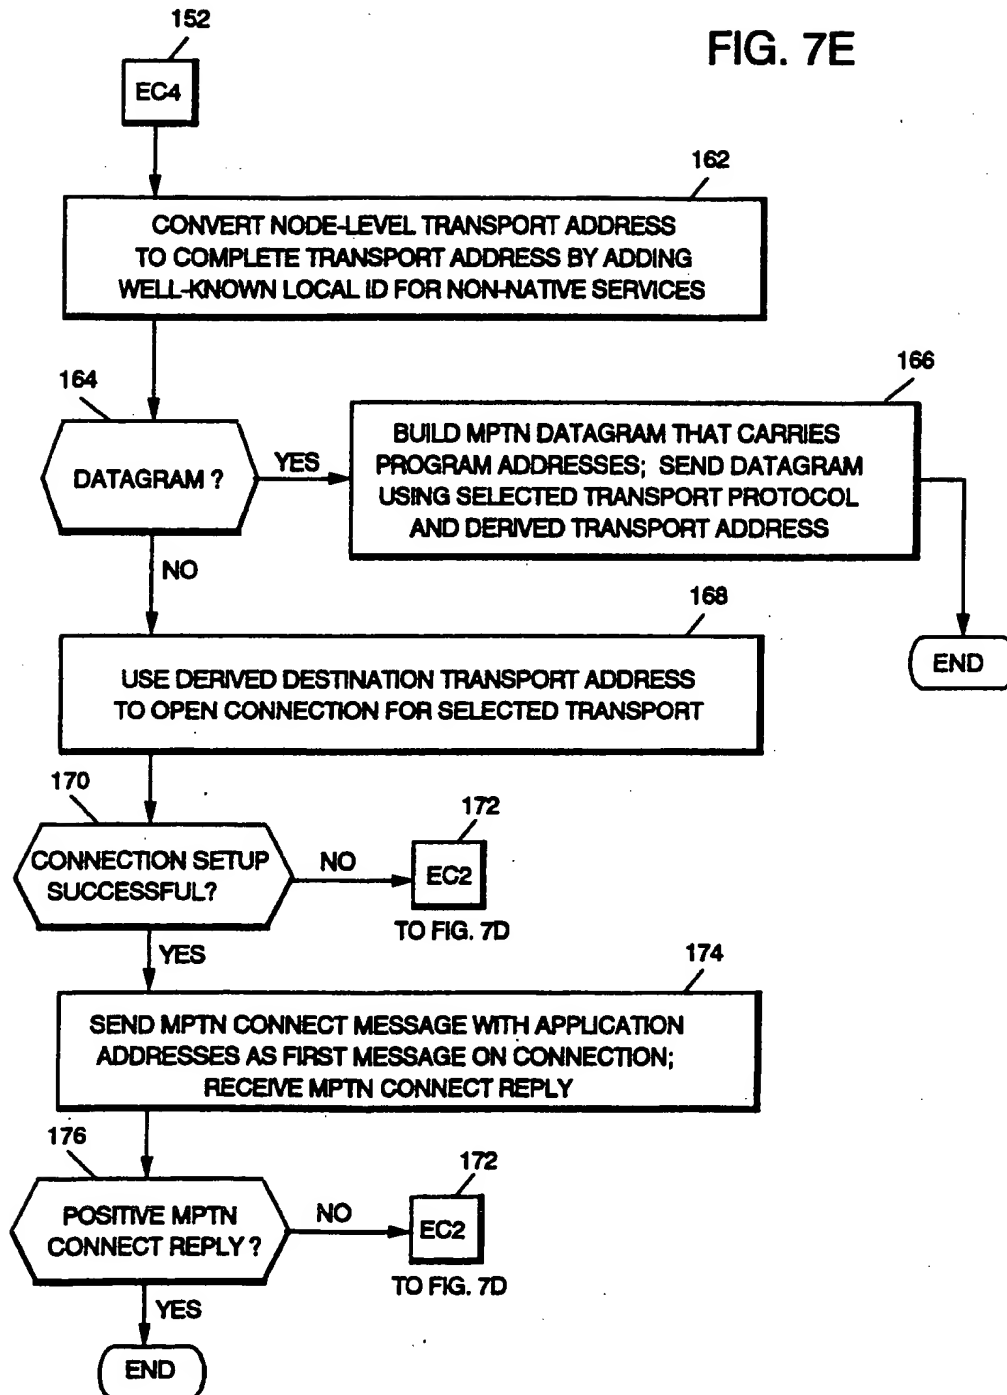 FIG. 7E
152
EC4
162
CONVERT NODE-LEVEL TRANSPORT ADDRESS
TO COMPLETE TRANSPORT ADDRESS BY ADDING
WELL-KNOWN LOCAL ID FOR NON-NATIVE SERVICES
164
DATAGRAM ?
YES
166
BUILD MPTN DATAGRAM THAT CARRIES
PROGRAM ADDRESSES; SEND DATAGRAM
USING SELECTED TRANSPORT PROTOCOL
AND DERIVED TRANSPORT ADDRESS
END
NO
168
USE DERIVED DESTINATION TRANSPORT ADDRESS
TO OPEN CONNECTION FOR SELECTED TRANSPORT
170
CONNECTION SETUP
SUCCESSFUL?
NO
172
EC2
TO FIG. 7D
YES
174
SEND MPTN CONNECT MESSAGE WITH APPLICATION
ADDRESSES AS FIRST MESSAGE ON CONNECTION;
RECEIVE MPTN CONNECT REPLY
176
POSITIVE MPTN
CONNECT REPLY ?
NO
172
EC2
TO FIG. 7D
YES
END